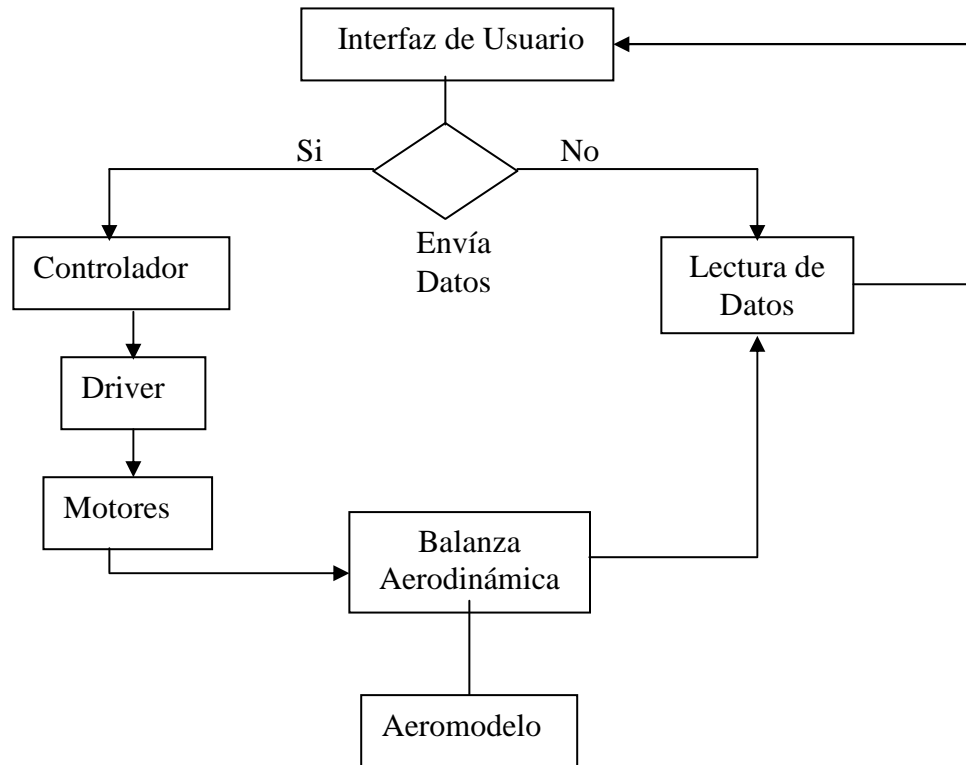 Interfaz de Usuario
Si
No
Envía
Datos
Controlador
Lectura de
Datos
Driver
Motores
Balanza
Aerodinámica
Aeromodelo